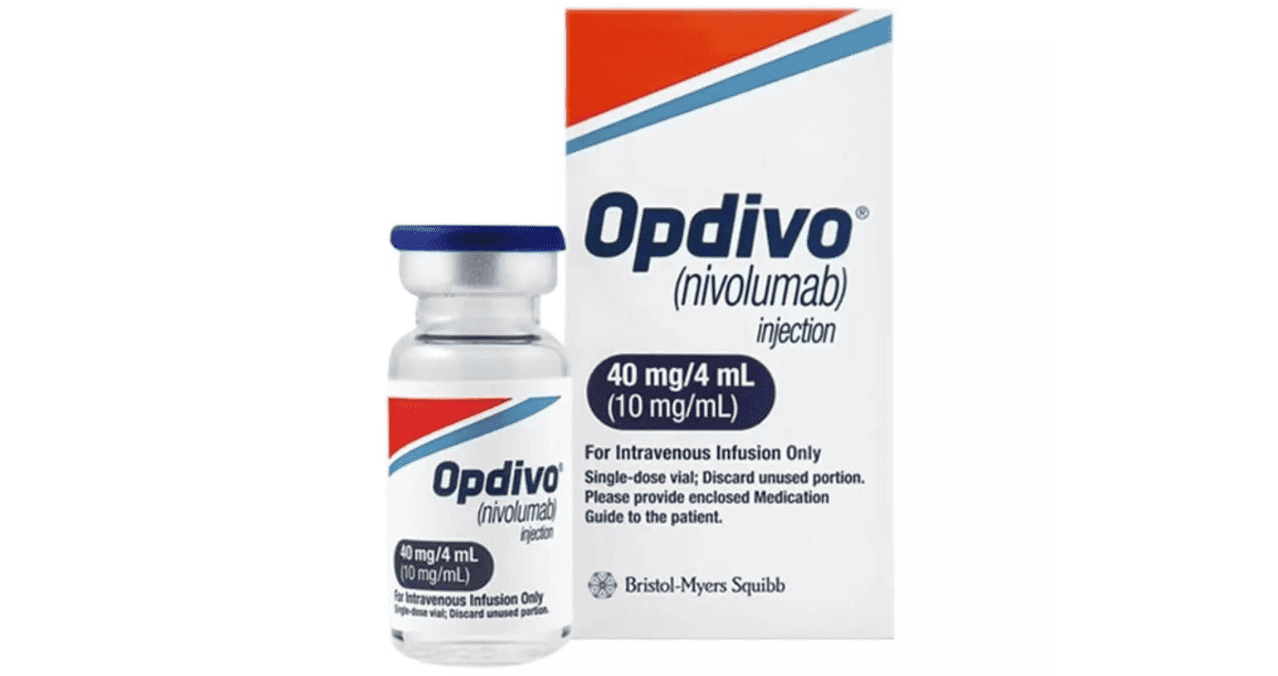 Opdivo®
(nivolumab)
injection
40 mg/4 mL
(10 mg/mL)
For Intravenous Infusion Only
Single-dose vial; Discard unused portion.
Please provide enclosed Medication
Guide to the patient.
Bristol-Myers Squibb
Opdivo®
(nivolumab)
injection
40 mg/4 mL
(10 mg/mL)
For Intravenous Infusion Only
Single-dose vial; Discard unused portion.